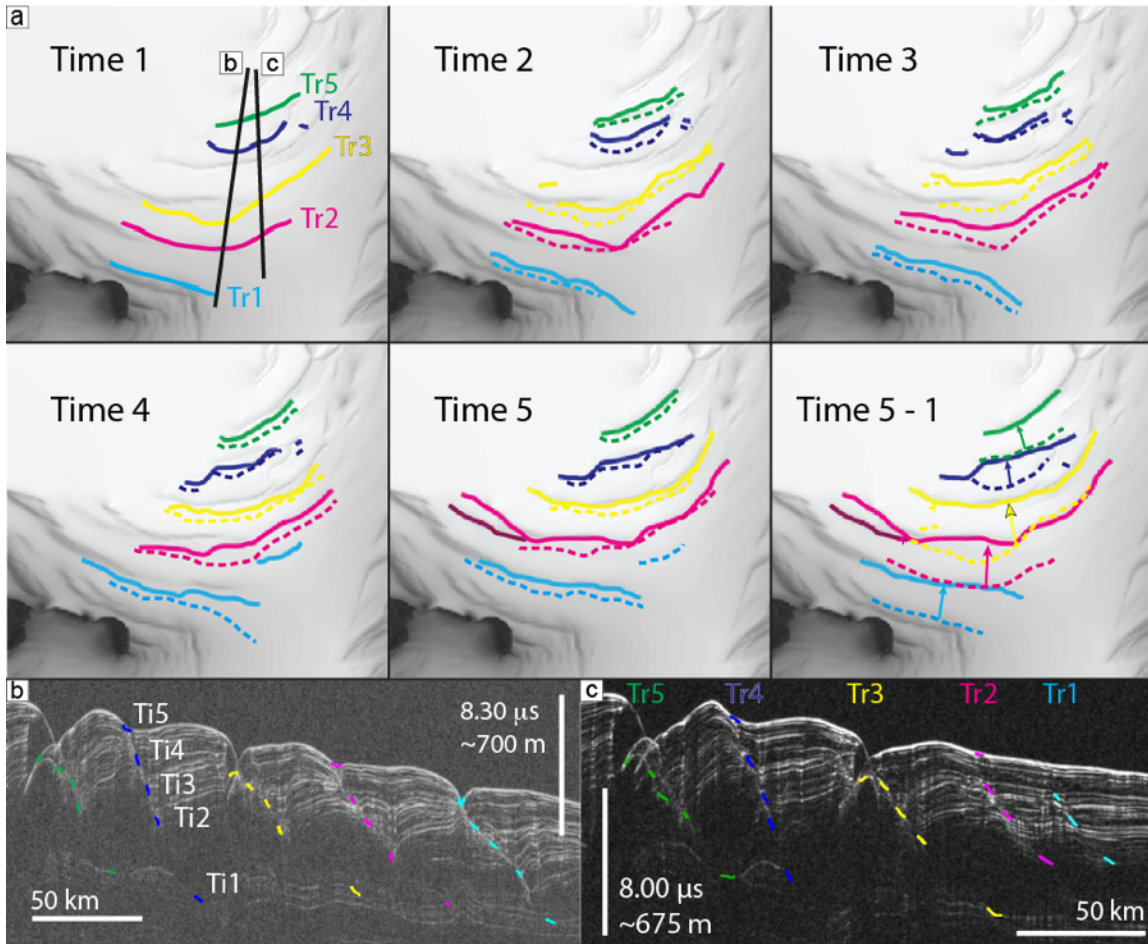 a
Time 1
b
c
Tr5
Tr4
Tr3
Tr2
Tr1
Time 2
Time 3
Time 4
Time 5
Time 5 - 1
b
Ti5
Ti4
Ti3
Ti2
Ti1
8.30 µs
~700 m
50 km
c
Tr5 Tr4 Tr3 Tr2 Tr1
8.00 µs
~675 m
50 km